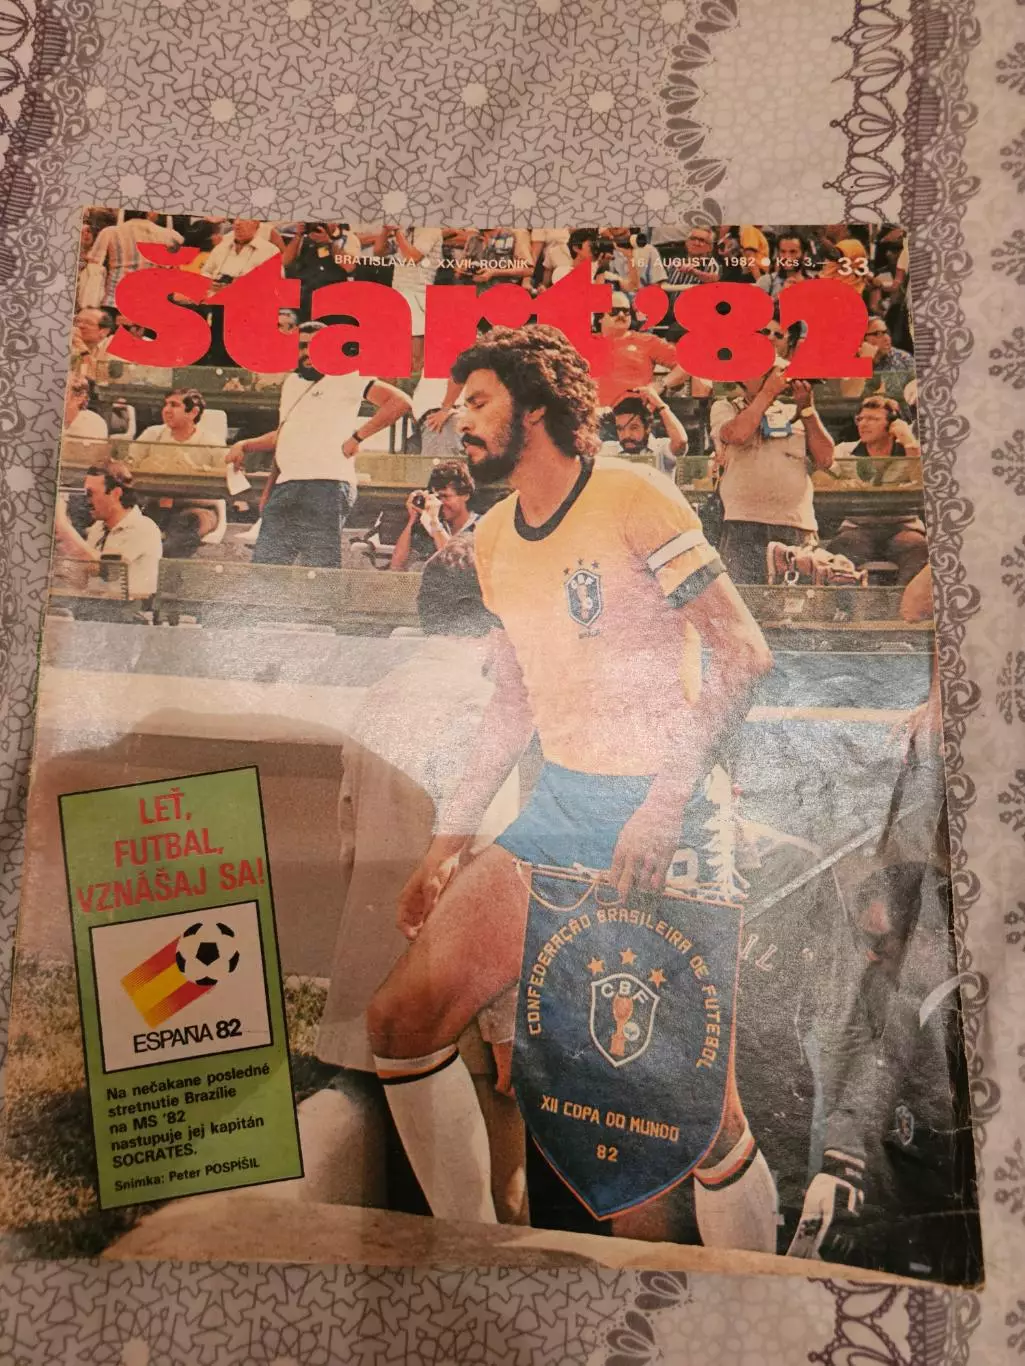 BRATISLAVA ● XXVII. ROČNÍK
16. AUGUSTA 1982 ● Kčs 3,— 33
štart '82
LEŤ,
FUTBAL,
VZNÁŠAJ SA!
ESPAÑA 82
Na nečakane posledné
stretnutie Brazílie
na MS '82
nastupuje jej kapitán
SOCRATES.
Snímka: Peter POSPÍŠIL
CONFEDERAÇÃO BRASILEIRA DE FUTEBOL
CBF
XII COPA DO MUNDO
82